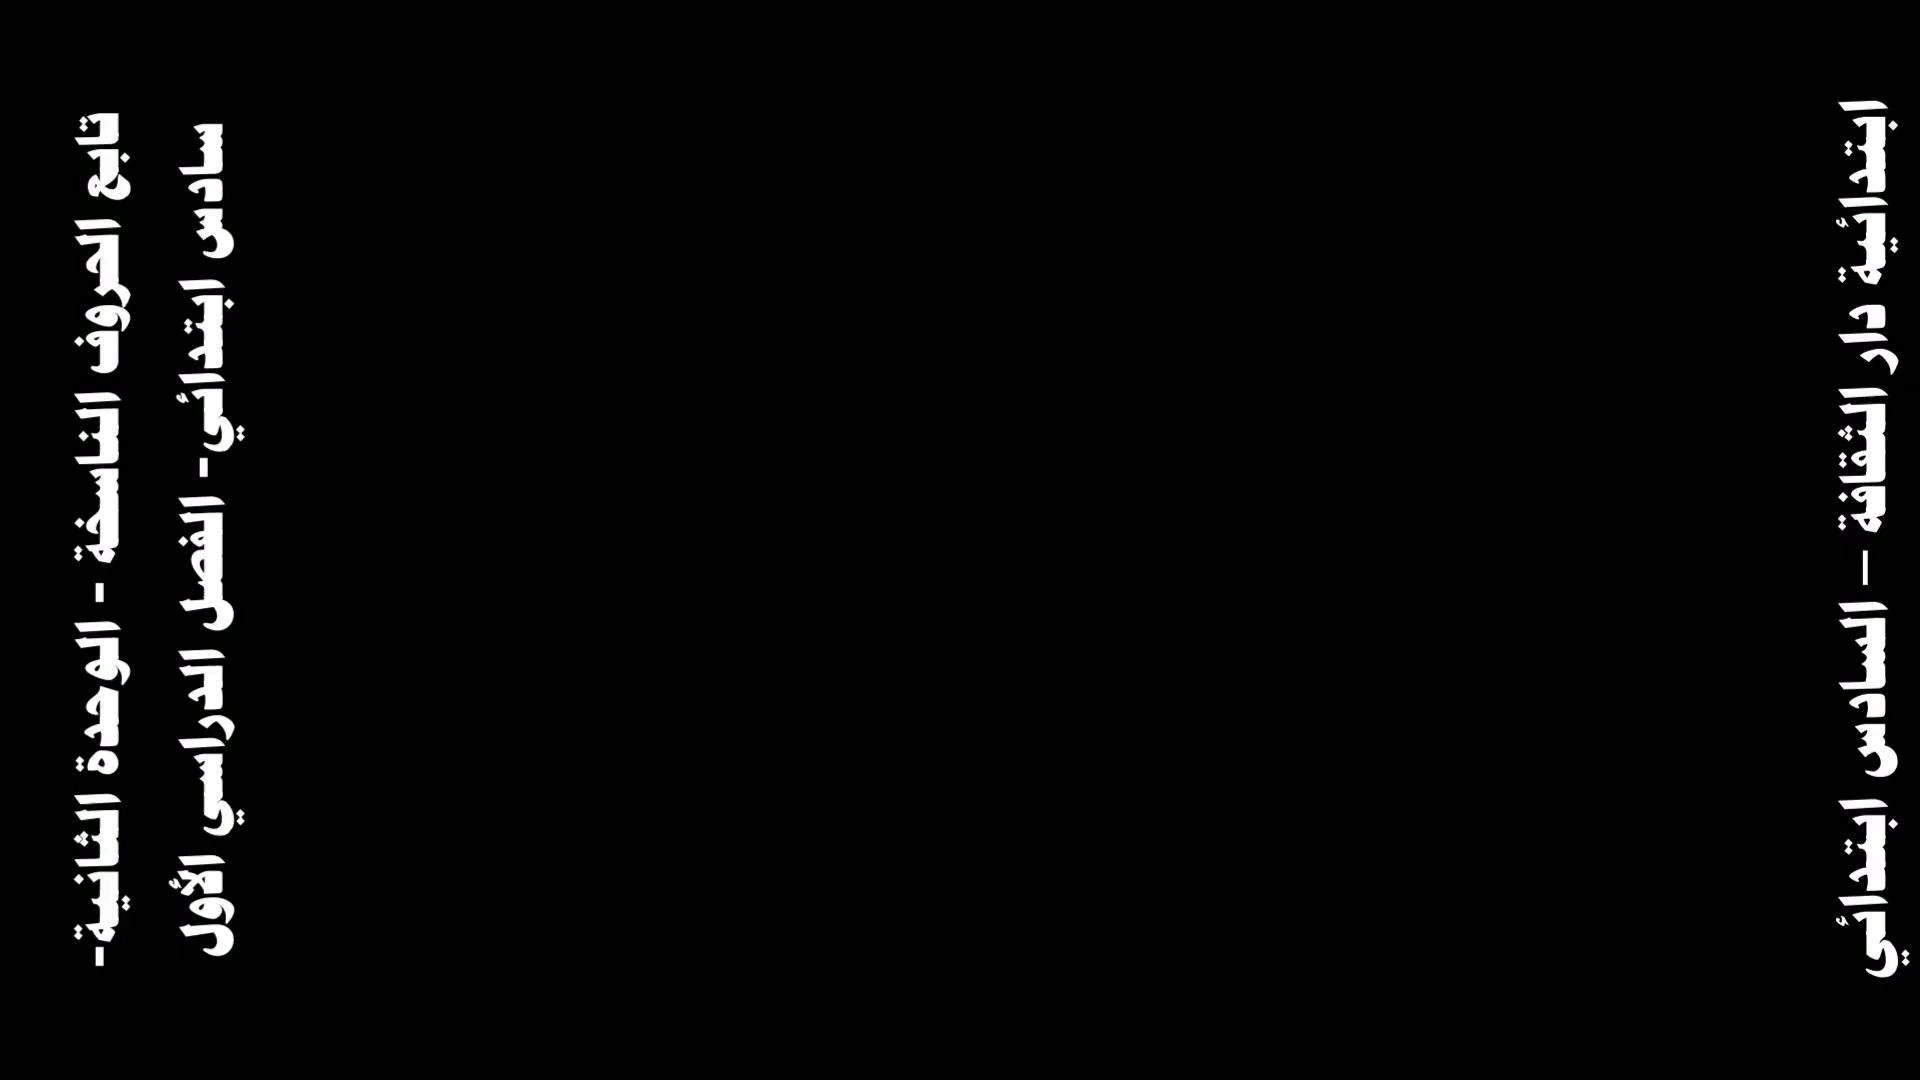 تابع الحروف الناسخة - الوحدة الثانية-
سادس ابتدائي- الفصل الدراسي الأول
ابتدائية دار الثقافة – السادس ابتدائي